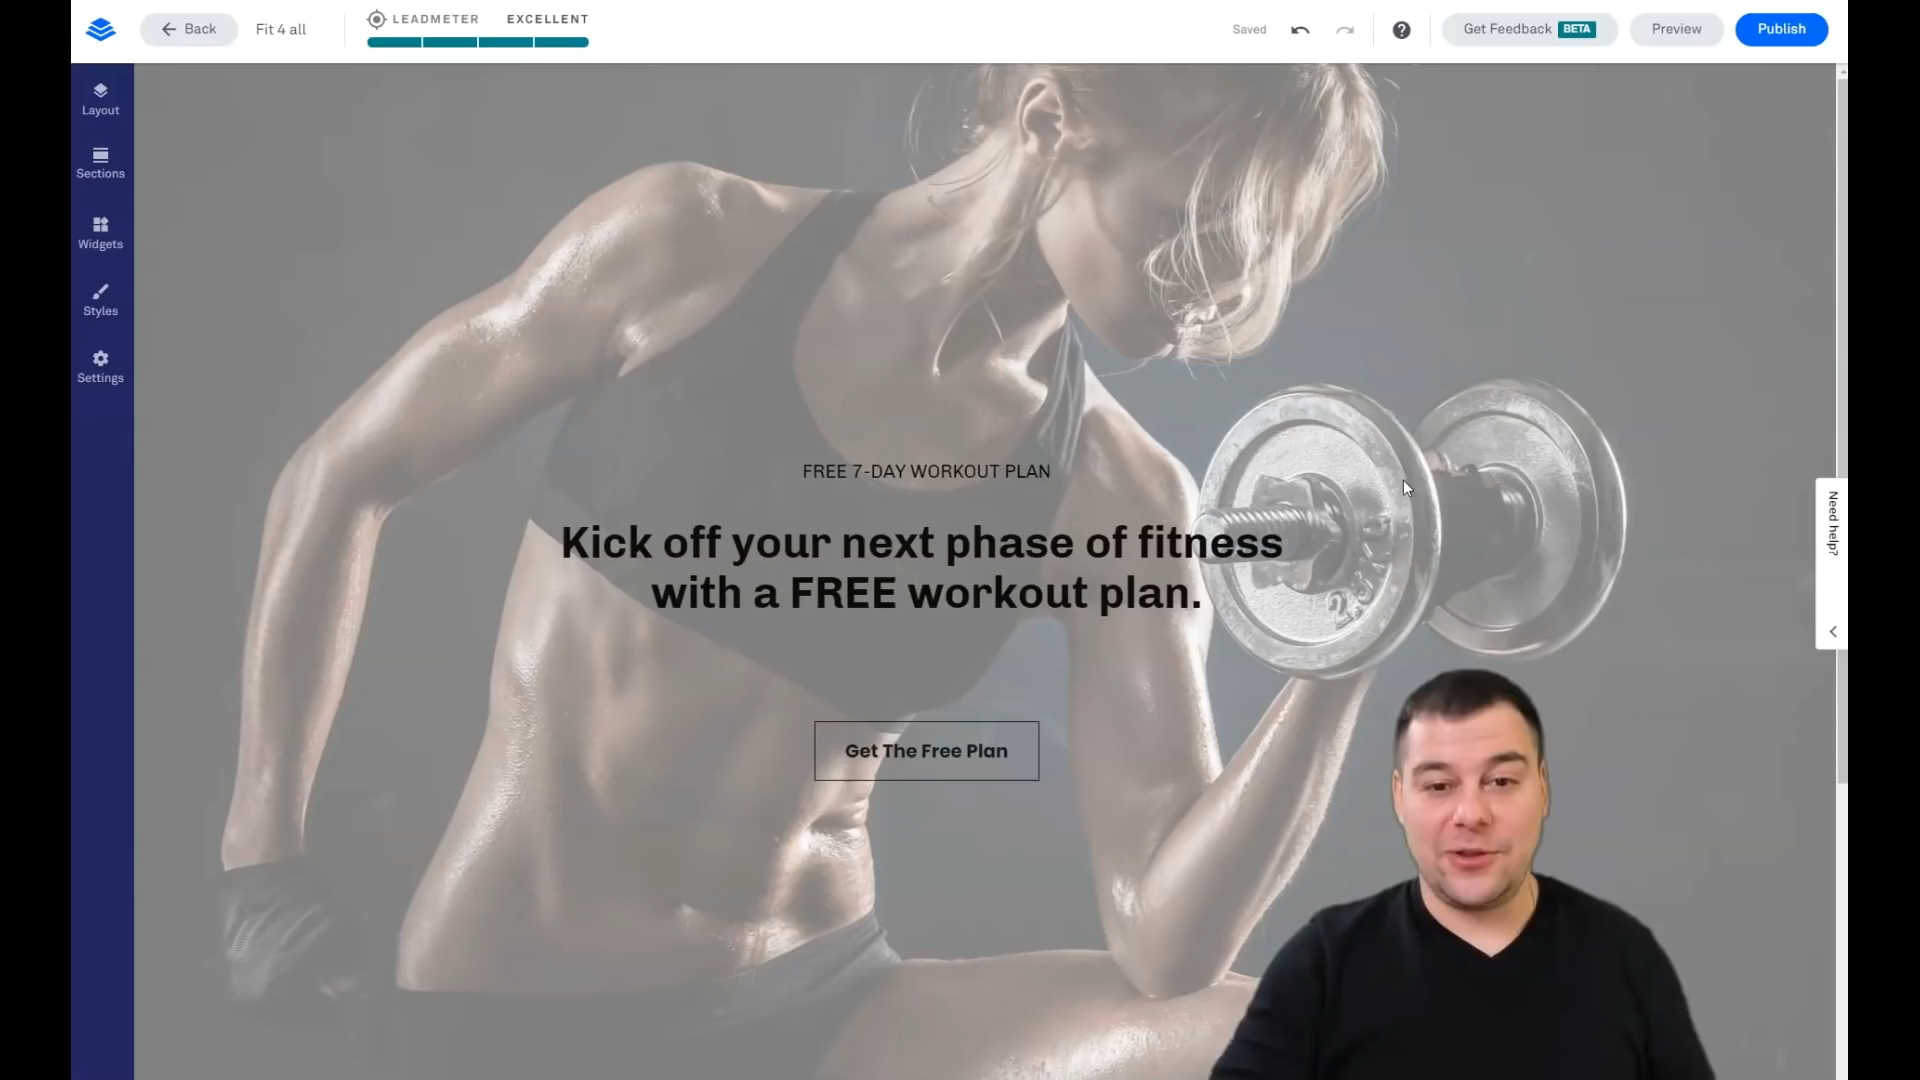 Back
Fit 4 all
LEADMETER EXCELLENT
Saved
Get Feedback BETA
Preview
Publish
Layout
Sections
Widgets
Styles
Settings
FREE 7-DAY WORKOUT PLAN
Kick off your next phase of fitness
with a FREE workout plan.
Get The Free Plan
Need help?